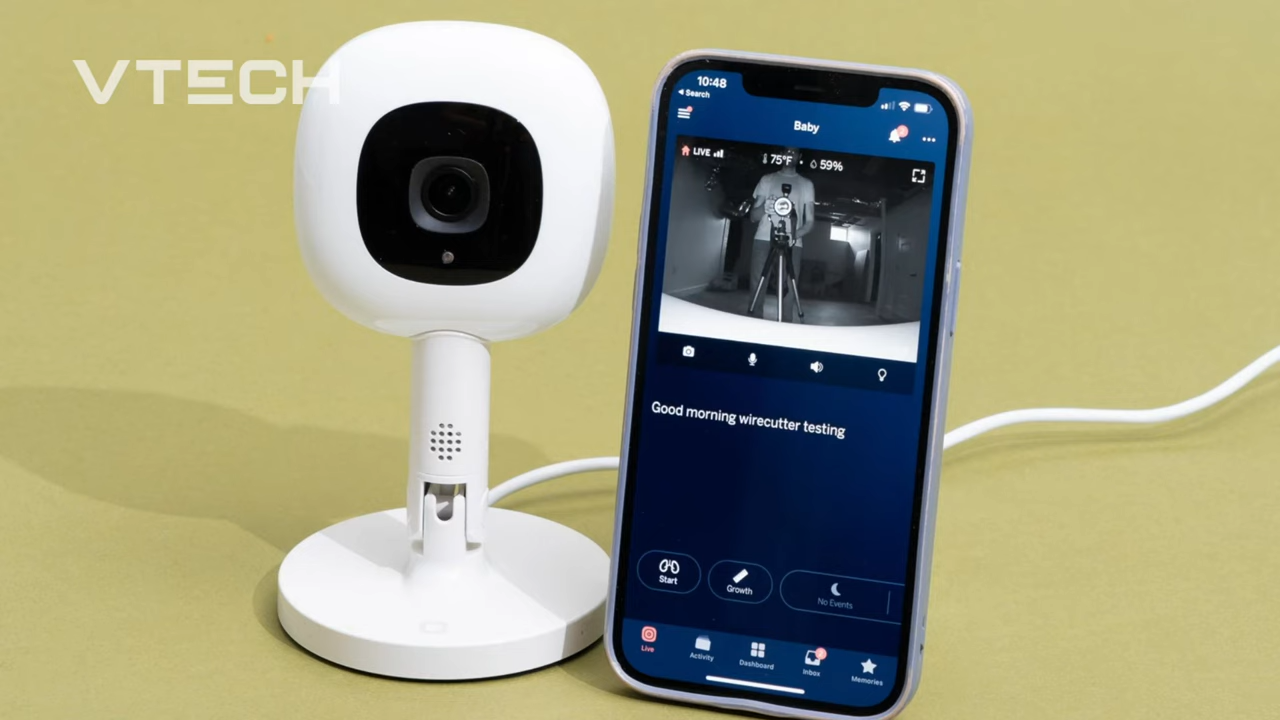 VTECH
10:48
Search
Baby
LIVE
75°F · 59%
Good morning wirecutter testing
Start
Growth
No Events
Live
Activity
Dashboard
Inbox
Memories